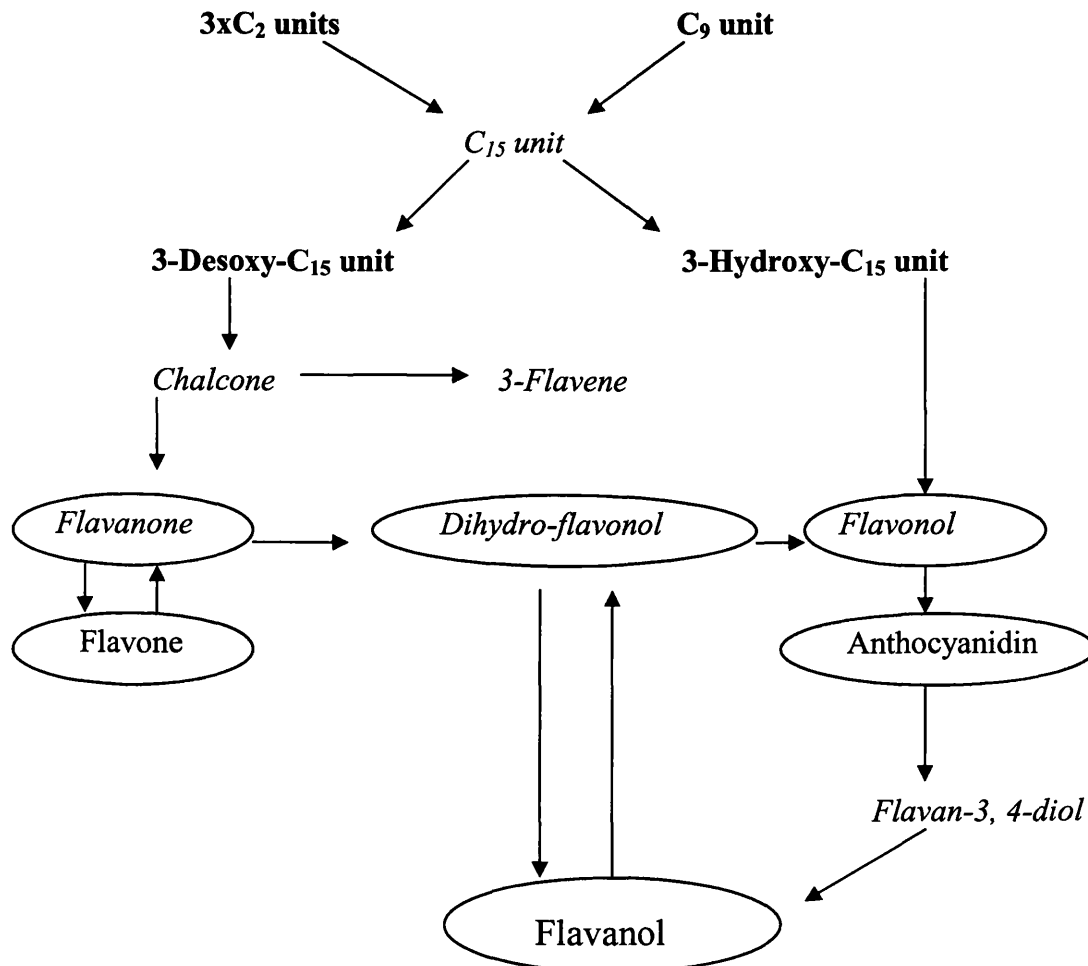 3xC₂ units
C₉ unit
C₁₅ unit
3-Desoxy-C₁₅ unit
3-Hydroxy-C₁₅ unit
Chalcone
3-Flavene
Flavanone
Dihydro-flavonol
Flavonol
Flavone
Anthocyanidin
Flavan-3, 4-diol
Flavanol